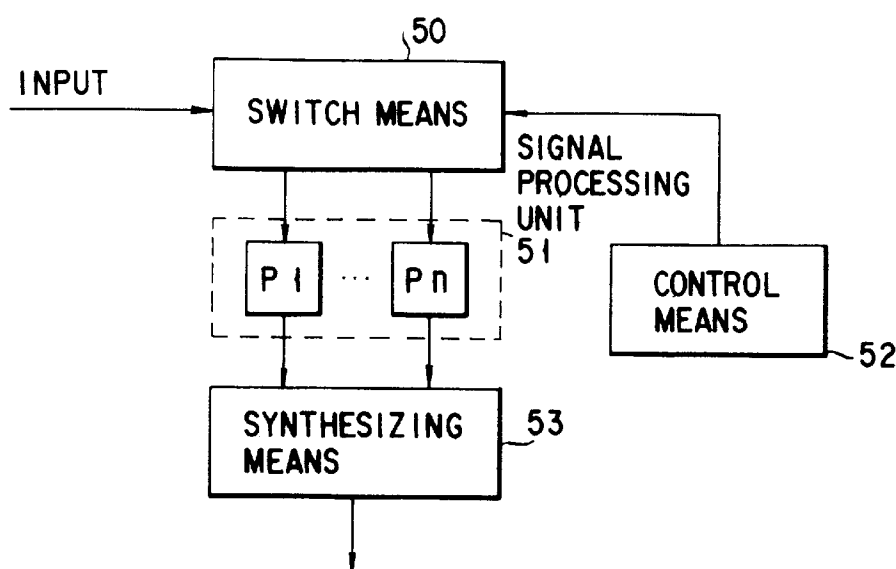 50
INPUT
SWITCH MEANS
SIGNAL
PROCESSING
UNIT
51
P1 ... Pn
CONTROL
MEANS
52
SYNTHESIZING
MEANS
53